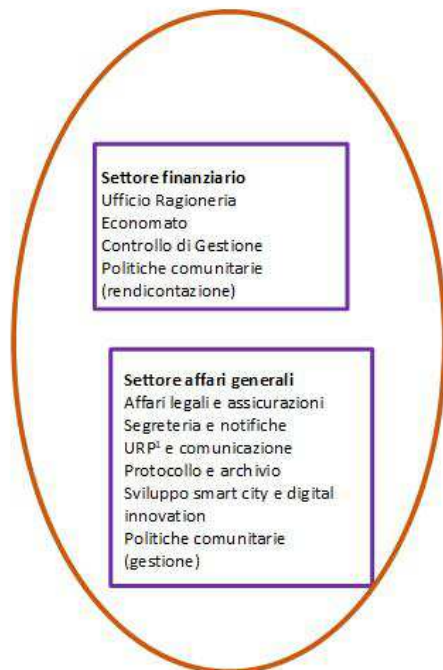 Settore finanziario
Ufficio Ragioneria
Economato
Controllo di Gestione
Politiche comunitarie
(rendicontazione)
Settore affari generali
Affari legali e assicurazioni
Segreteria e notifiche
URP¹ e comunicazione
Protocollo e archivio
Sviluppo smart city e digital
innovation
Politiche comunitarie
(gestione)